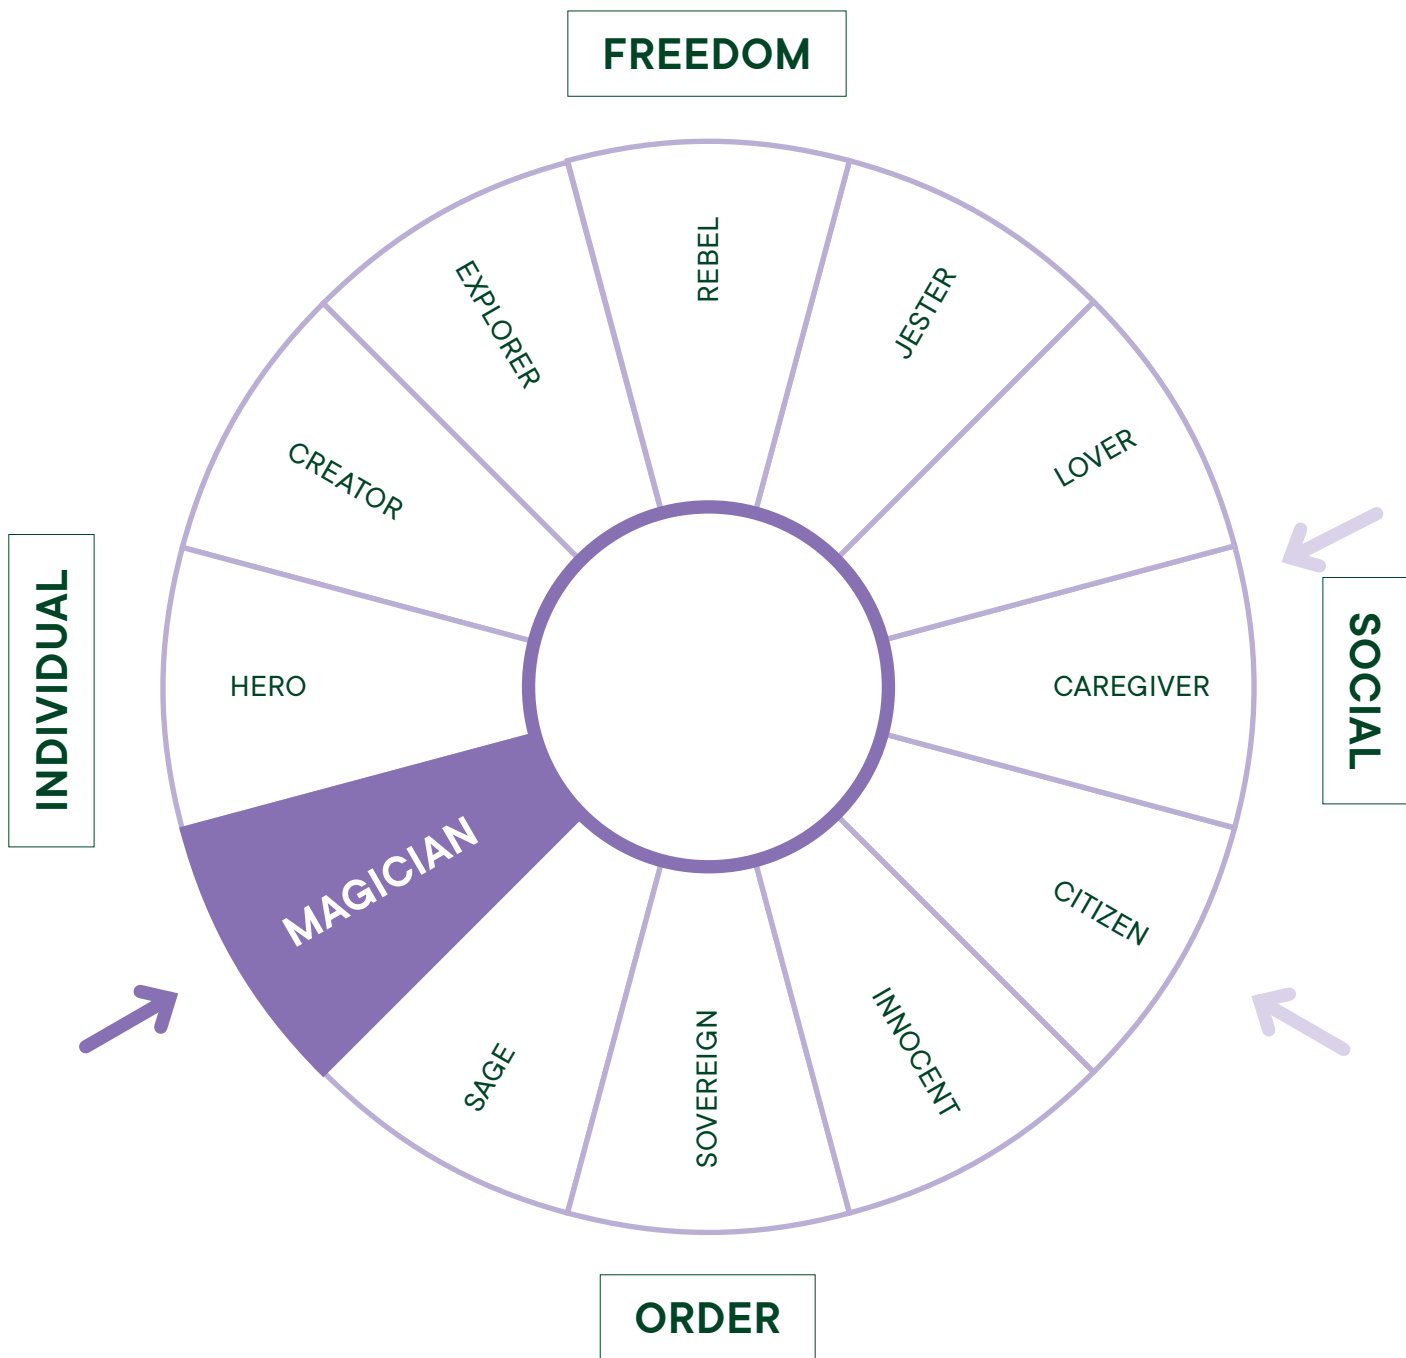 FREEDOM
REBEL
EXPLORER
JESTER
CREATOR
LOVER
INDIVIDUAL
HERO
CAREGIVER
SOCIAL
MAGICIAN
CITIZEN
SAGE
SOVEREIGN
INNOCENT
ORDER